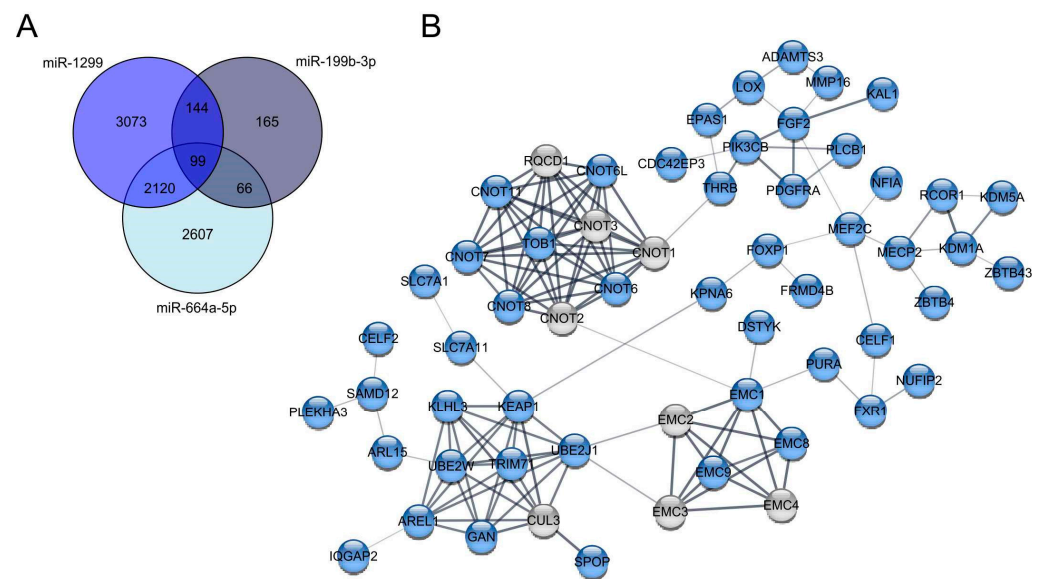 A
B
miR-1299
miR-199b-3p
144
3073
165
99
2120
66
2607
miR-664a-5p
ADAMTS3
LOX
MMP16
KAL1
EPAS1
FGF2
PIK3CB
PLCB1
CDC42EP3
THRB
PDGFRA
NFIA
RCOR1
KDM5A
RQCD1
CNOT6L
CNOT11
CNOT3
TOB1
CNOT1
CNOT7
CNOT6
CNOT8
CNOT2
MEF2C
MECP2
KDM1A
ZBTB43
ZBTB4
FOXP1
KPNA6
FRMD4B
SLC7A1
SLC7A11
DSTYK
CELF1
PURA
NUFIP2
FXR1
CELF2
SAMD12
PLEKHA3
ARL15
KLHL3
KEAP1
EMC1
EMC2
EMC8
UBE2J1
UBE2W
TRIM71
EMC9
EMC3
EMC4
AREL1
GAN
CUL3
IQGAP2
SPOP